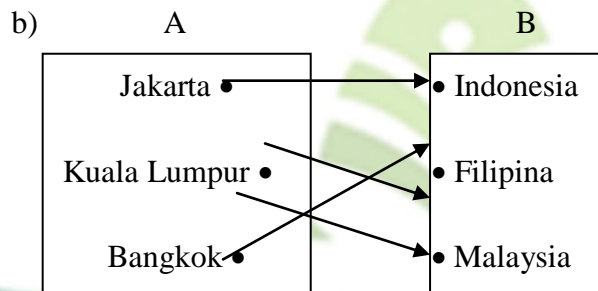 b) A B
Jakarta • • Indonesia
Kuala Lumpur • • Filipina
Bangkok • • Malaysia